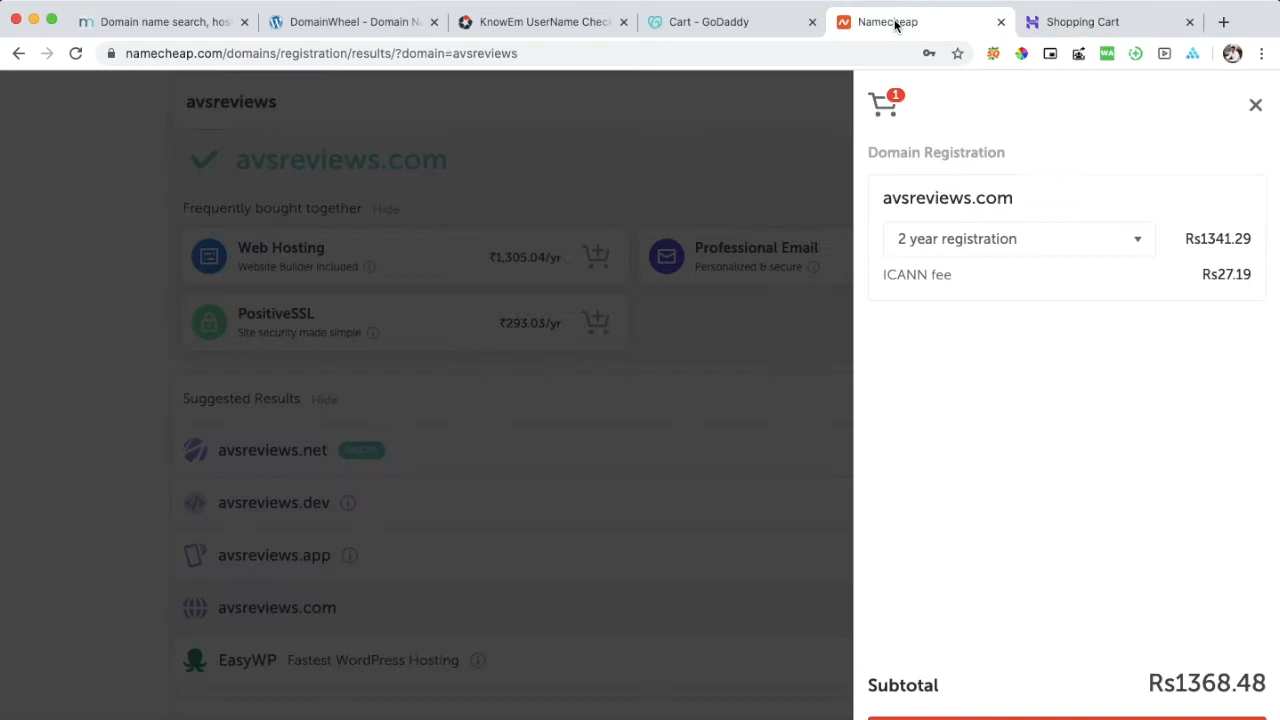 Domain name search, hos
DomainWheel - Domain N
KnowEm UserName Chec
Cart - GoDaddy
Namecheap
Shopping Cart
namecheap.com/domains/registration/results/?domain=avsreviews
avsreviews
avsreviews.com
Frequently bought together Hide
Web Hosting
Website Builder included
₹1,305.04/yr
Professional Email
Personalized & secure
PositiveSSL
Site security made simple
₹293.03/yr
Suggested Results Hide
avsreviews.net
avsreviews.dev
avsreviews.app
avsreviews.com
EasyWP Fastest WordPress Hosting
1
Domain Registration
avsreviews.com
2 year registration Rs1341.29
ICANN fee Rs27.19
Subtotal Rs1368.48